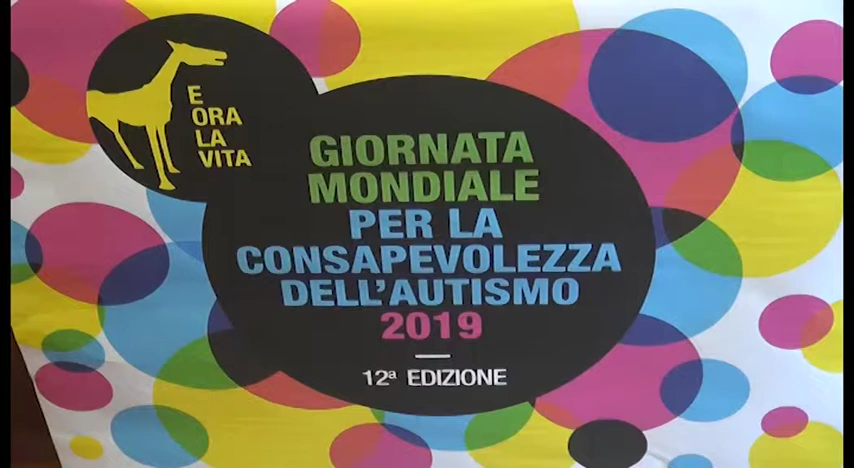 E
ORA
LA
VITA
GIORNATA
MONDIALE
PER LA
CONSAPEVOLEZZA
DELL'AUTISMO
2019
12ª EDIZIONE